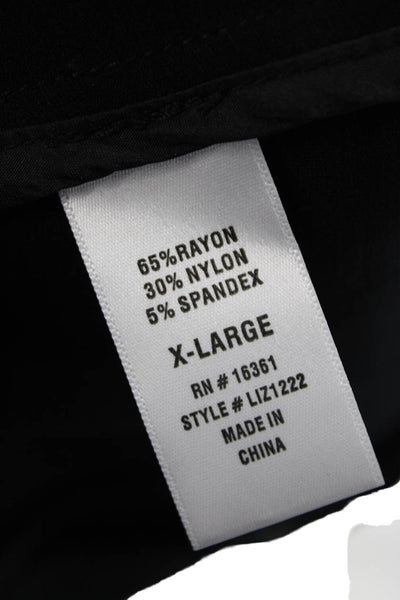 65%RAYON
30% NYLON
5% SPANDEX
X-LARGE
RN # 16361
STYLE # LIZ1222
MADE IN
CHINA